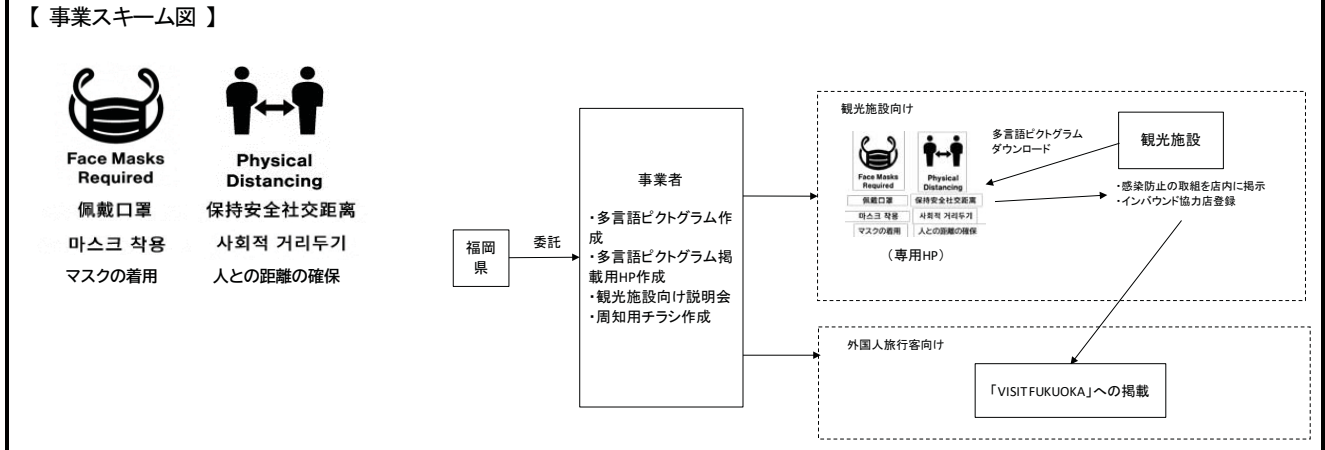 【 事業スキーム図 】
Face Masks
Required
佩戴口罩
마스크 착용
マスクの着用
Physical
Distancing
保持安全社交距离
사회적 거리두기
人との距離の確保
福岡
県
委託
事業者
・多言語ピクトグラム作
成
・多言語ピクトグラム掲
載用HP作成
・観光施設向け説明会
・周知用チラシ作成
観光施設向け
Face Masks
Required
佩戴口罩
마스크 착용
マスクの着用
Physical
Distancing
保持安全社交距离
사회적 거리두기
人との距離の確保
（専用HP）
多言語ピクトグラム
ダウンロード
観光施設
・感染防止の取組を店内に掲示
・インバウンド協力店登録
外国人旅行客向け
「VISITFUKUOKA」への掲載